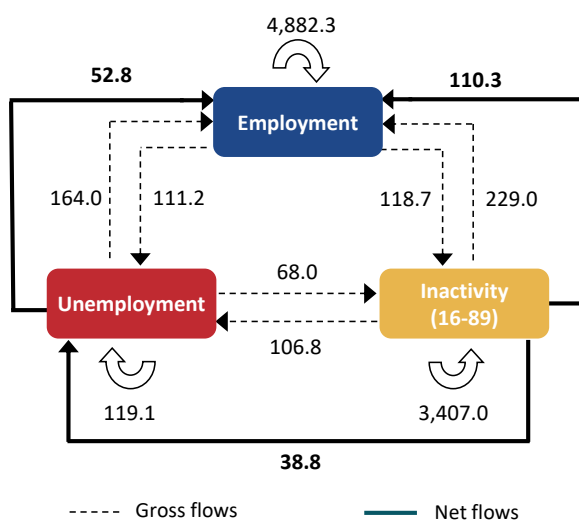 4,882.3
52.8
110.3
Employment
164.0
111.2
118.7
229.0
68.0
Unemployment
Inactivity
(16-89)
106.8
119.1
3,407.0
38.8
Gross flows
Net flows